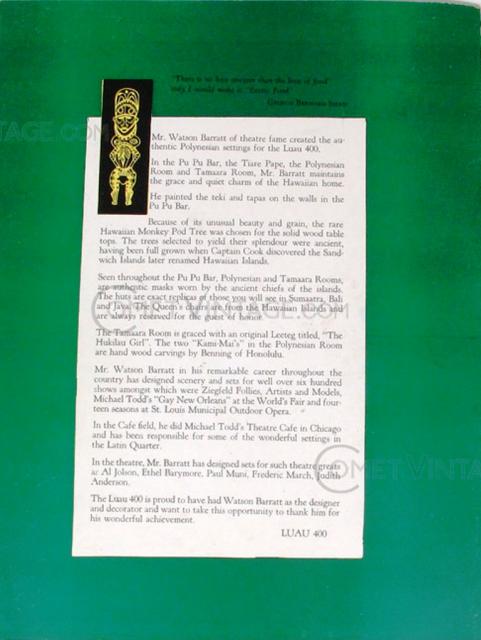 "There is no love sincerer than the love of food"
only I would make it "Exotic Food"
GEORGE BERNARD SHAW
Mr. Watson Barratt of theatre fame created the au-
thentic Polynesian settings for the Luau 400.
In the Pu Pu Bar, the Tiare Pape, the Polynesian
Room and Tamaara Room, Mr. Barratt maintains
the grace and quiet charm of the Hawaiian home.
He painted the teki and tapas on the walls in the
Pu Pu Bar.
Because of its unusual beauty and grain, the rare
Hawaiian Monkey Pod Tree was chosen for the solid wood table
tops. The trees selected to yield their splendour were ancient,
having been full grown when Captain Cook discovered the Sand-
wich Islands later renamed Hawaiian Islands.
Seen throughout the Pu Pu Bar, Polynesian and Tamaara Rooms,
are authentic masks worn by the ancient chiefs of the islands.
The huts are exact replicas of those you will see in Sumaatra, Bali
and Java. The Queen's chairs are used in the Hawaiian Islands and
are always reserved for the guest of honor.
The Tamaara Room is graced with an original Leeteg titled, "The
Hukilau Girl". The two "Kami-Mai's" in the Polynesian Room
are hand wood carvings by Benning of Honolulu.
Mr. Watson Barratt in his remarkable career throughout the
country has designed scenery and sets for well over six hundred
shows amongst which were Ziegfeld Follies, Artists and Models,
Michael Todd's "Gay New Orleans" at the World's Fair and four-
teen seasons at St. Louis Municipal Outdoor Opera.
In the Cafe field, he did Michael Todd's Theatre Cafe in Chicago
and has been responsible for some of the wonderful settings in
the Latin Quarter.
In the theatre, Mr. Barratt has designed sets for such theatre greats
as Al Jolson, Ethel Barymore, Paul Muni, Frederic March, Judith
Anderson.
The Luau 400 is proud to have had Watson Barratt as the designer
and decorator and want to take this opportunity to thank him for
his wonderful achievement.
LUAU 400